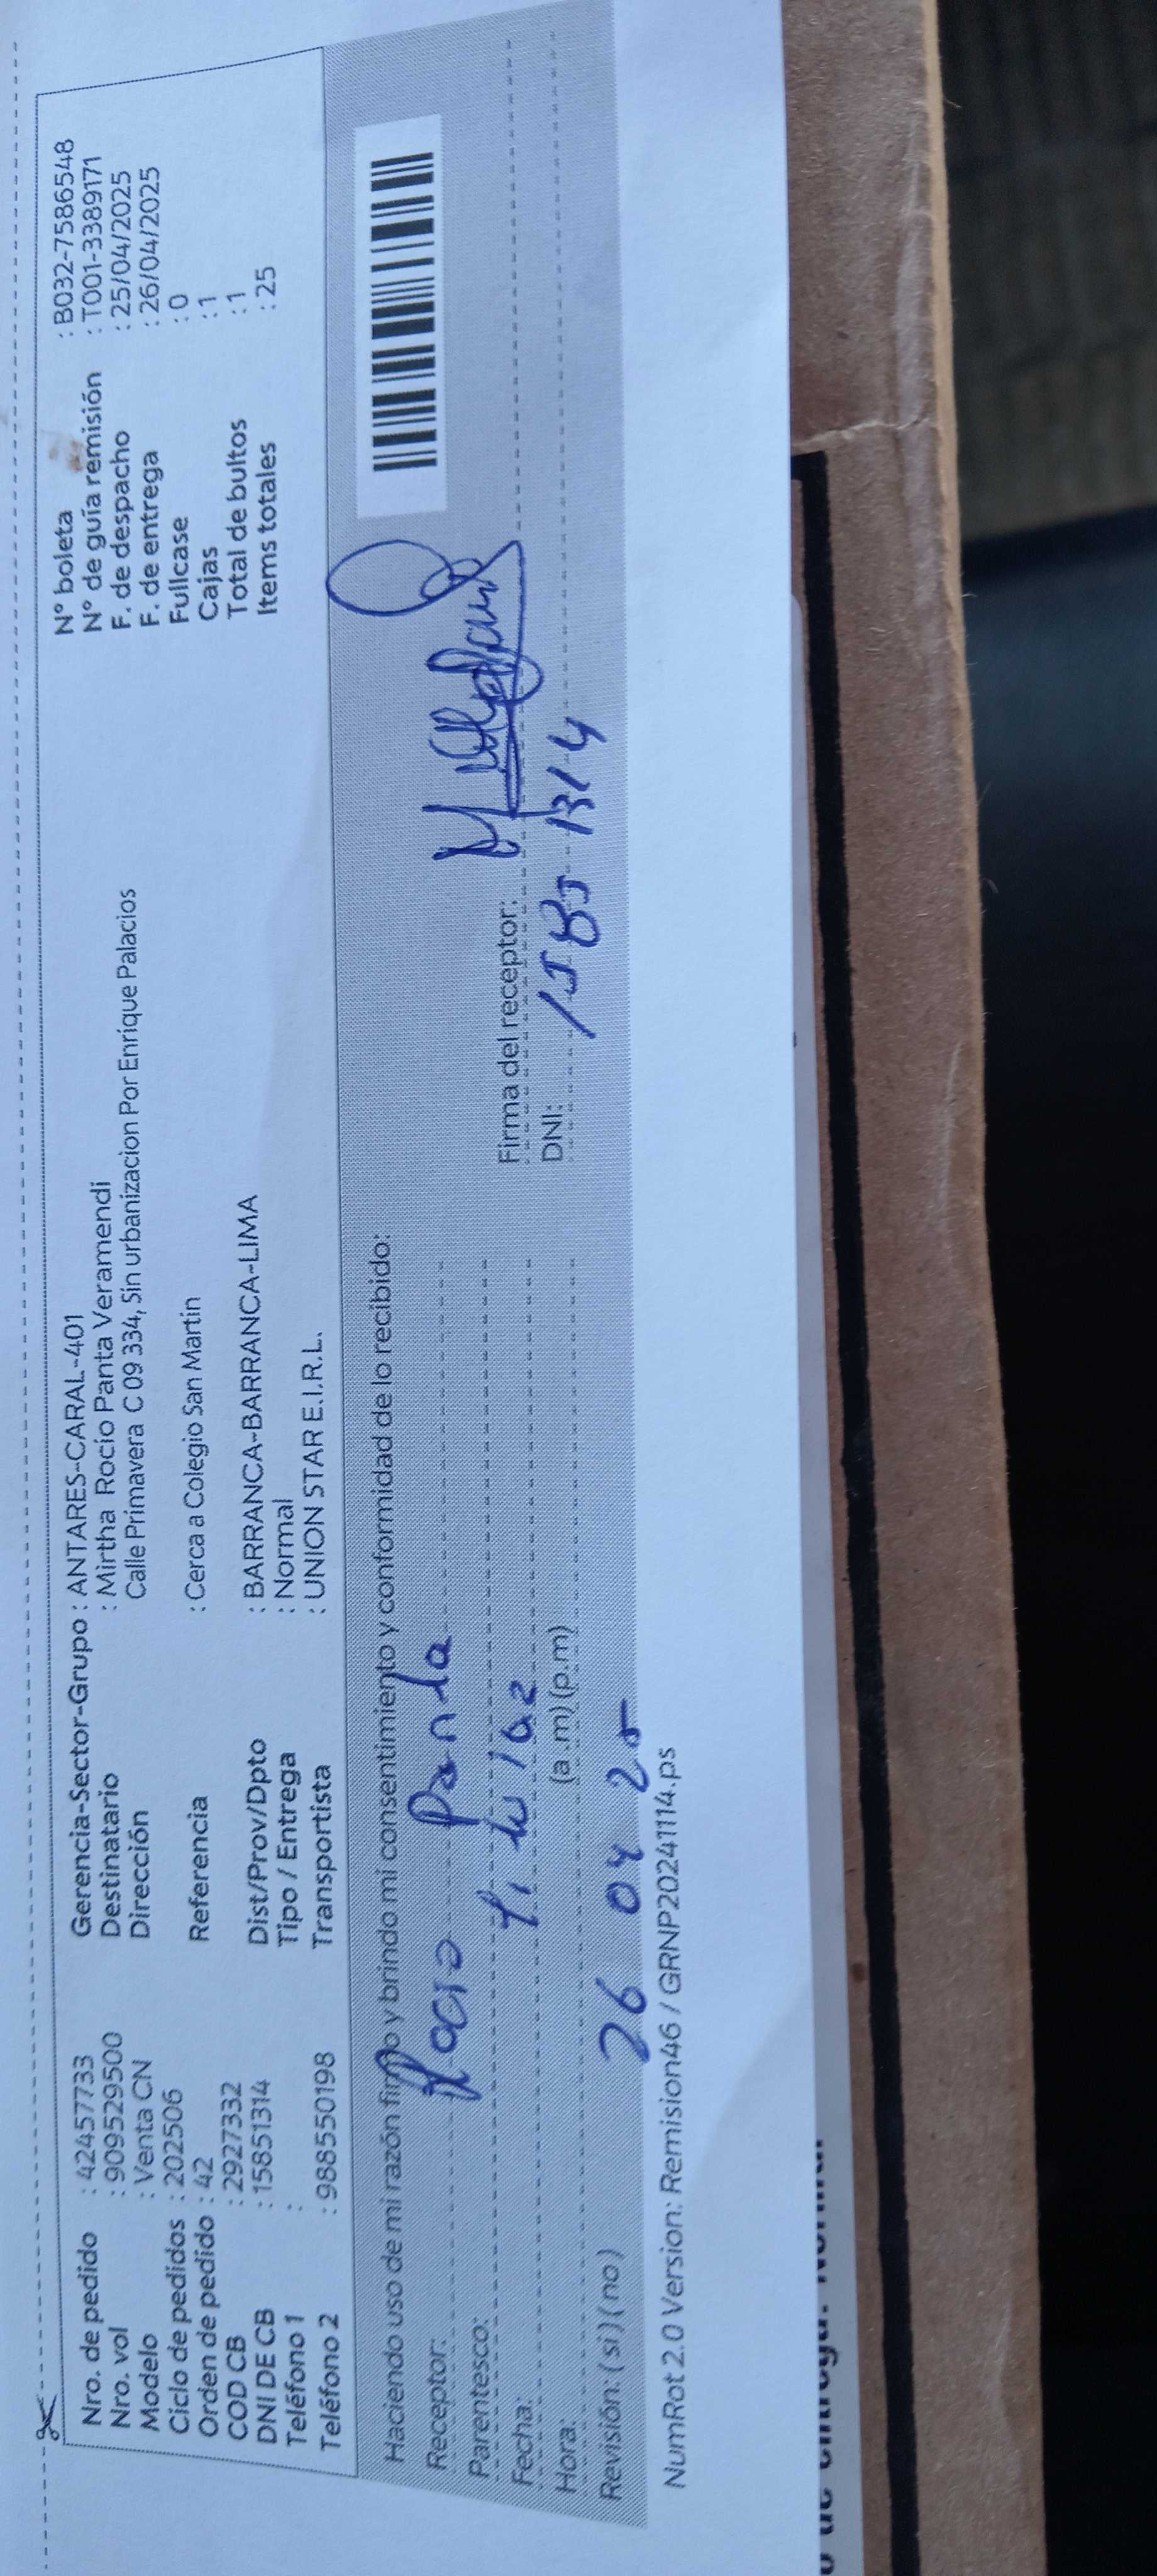 Nro. de pedido : 42457733 Gerencia-Sector-Grupo : ANTARES-CARAL-401 N° boleta : B032-7586548
Nro. vol : 909529500 Destinatario : Mirtha Rocío Panta Veramendi N° de guía remisión : T001-3389171
Modelo : Venta CN Dirección Calle Primavera C 09 334, Sin urbanizacion Por Enrique Palacios F. de despacho : 25/04/2025
Ciclo de pedidos : 202506 F. de entrega : 26/04/2025
Orden de pedido : 42 Referencia : Cerca a Colegio San Martin Fullcase : 0
COD CB : 2927332 Cajas : 1
DNI DE CB : 15851314 Dist/Prov/Dpto : BARRANCA-BARRANCA-LIMA Total de bultos : 1
Teléfono 1 : Tipo / Entrega : Normal Items totales : 25
Teléfono 2 : 988550198 Transportista : UNION STAR E.I.R.L.
Haciendo uso de mi razón firmo y brindo mi consentimiento y conformidad de lo recibido:
Receptor: Rocio Panta
Parentesco: Firma del receptor:
Fecha: DNI: 15851314
Hora: (a.m) (p.m)
Revisión: ( si ) ( no ) 26 04 25
NumRot 2.0 Version: Remision46 / GRNP20241114.ps